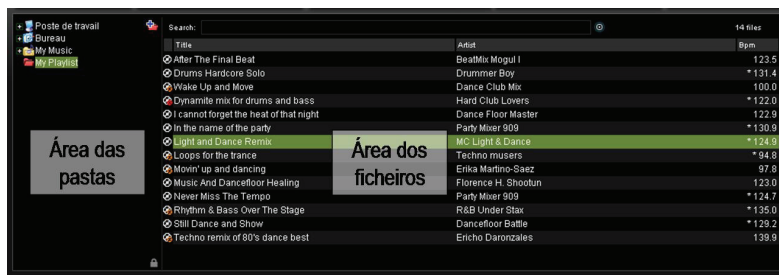 Poste de travail
Bureau
My Music
My Playlist
Área das
pastas
Search:
14 files
Title Artist Bpm
After The Final Beat BeatMix Mogul I 123.5
Drums Hardcore Solo Drummer Boy * 131.4
Wake Up and Move Dance Club Mix 100.0
Dynamite mix for drums and bass Hard Club Lovers * 122.0
I cannot forget the heat of that night Dance Floor Master 122.9
In the name of the party Party Mixer 909 * 130.9
Light and Dance Remix MC Light & Dance * 124.9
Loops for the trance Techno musers * 94.8
Movin' up and dancing Erika Martino-Saez 97.8
Music And Dancefloor Healing Florence H. Shootun 123.0
Never Miss The Tempo Party Mixer 909 * 124.7
Rhythm & Bass Over The Stage R&B Under Stax * 135.0
Still Dance and Show Dancefloor Battle * 129.2
Techno remix of 80's dance best Ericho Daronzales 139.9
Área dos
ficheiros